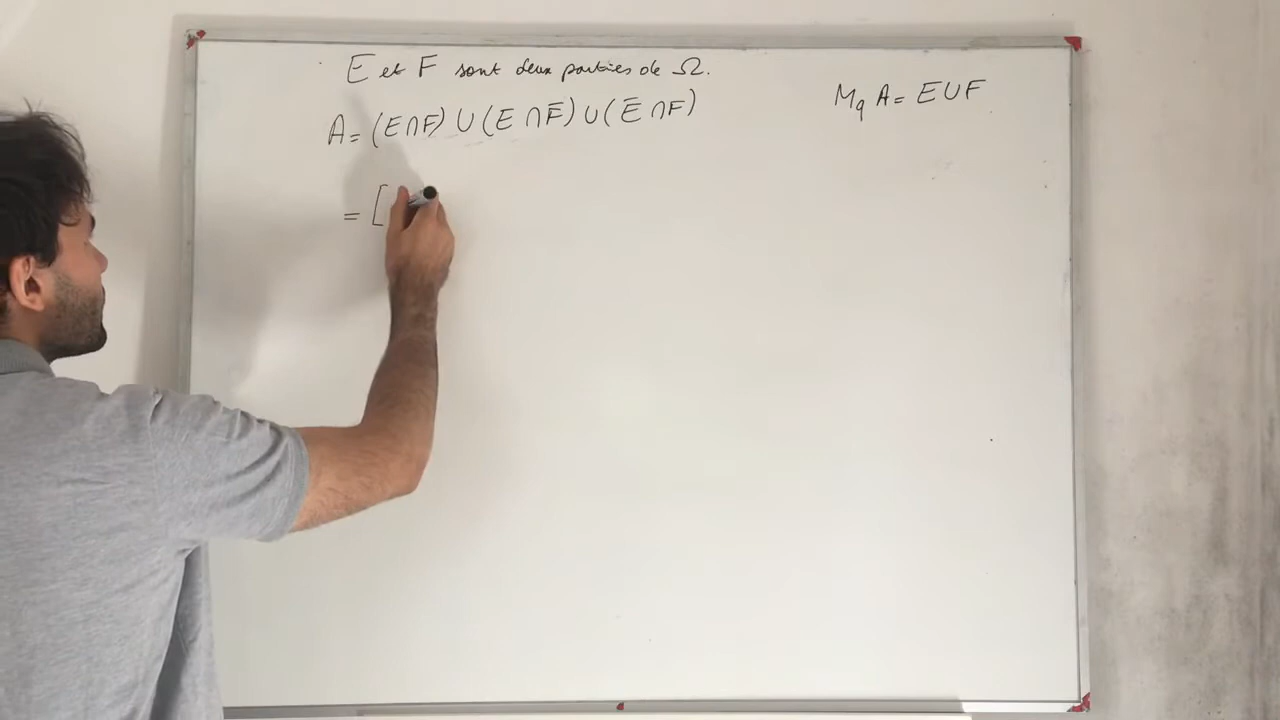 E et F sont deux parties de Ω.
A = (E ∩ F) ∪ (E ∩ F̄) ∪ (Ē ∩ F)
Mq A = E ∪ F
= [